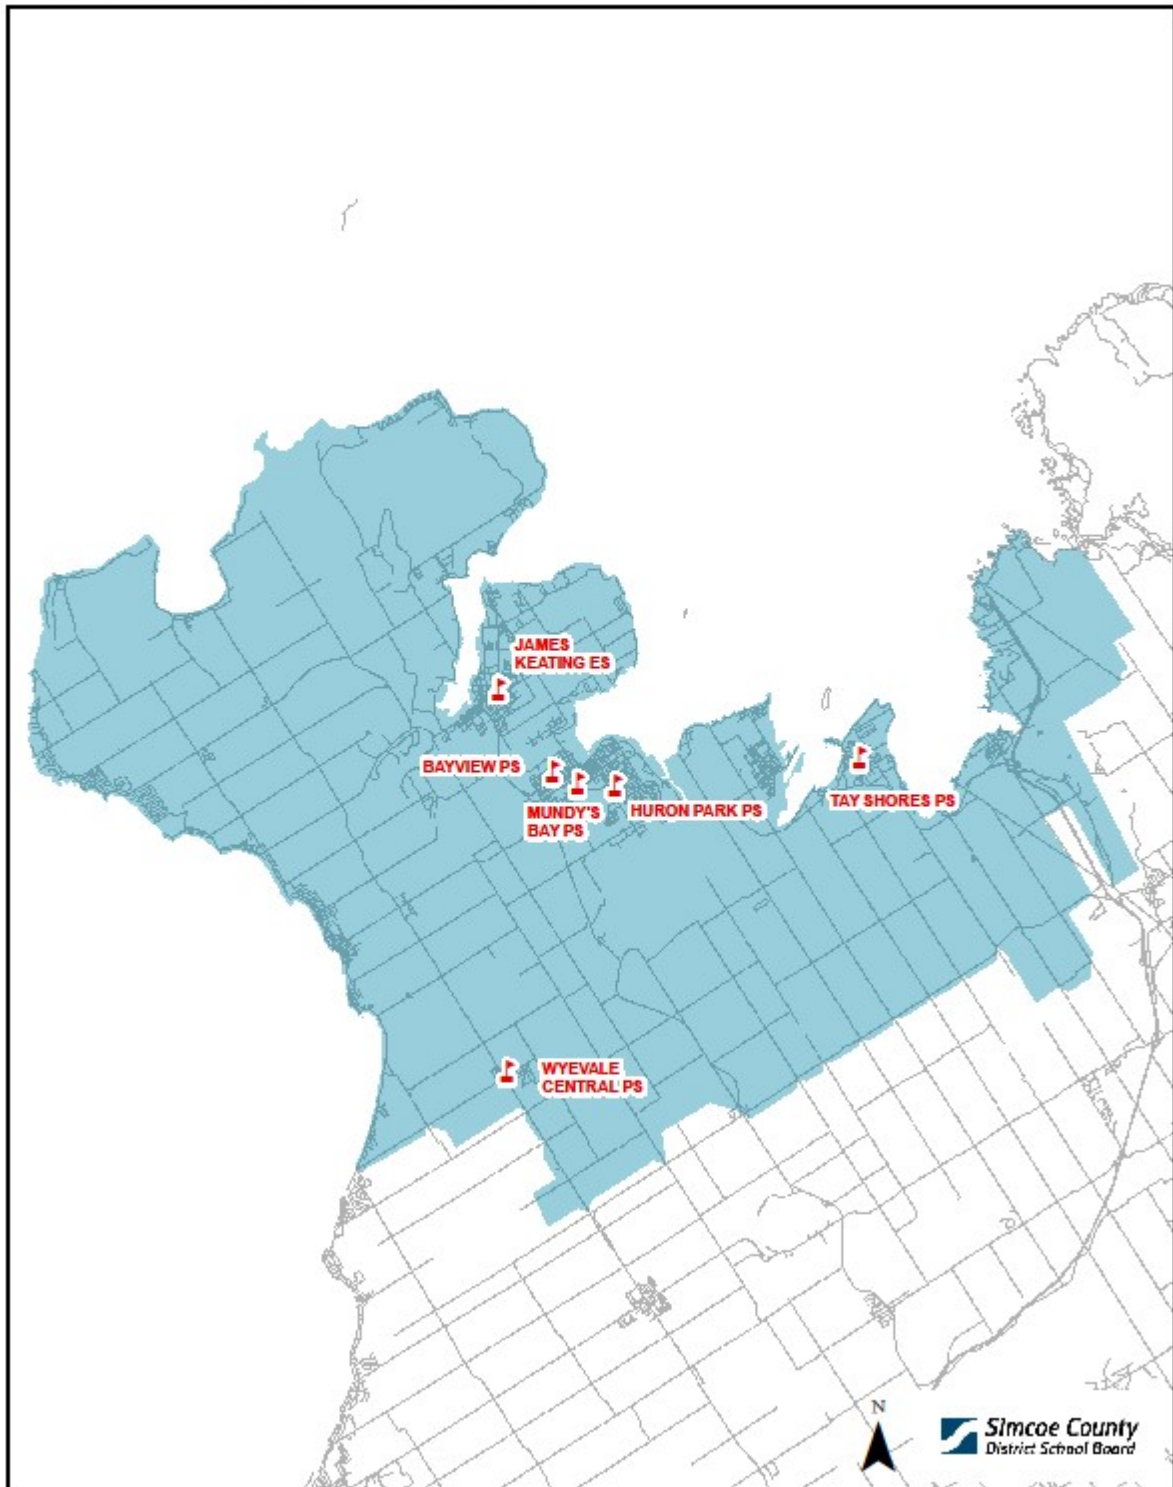 JAMES
KEATING ES
BAYVIEW PS
MUNDY'S
BAY PS
HURON PARK PS
TAY SHORES PS
WYEVALE
CENTRAL PS
N
Simcoe County
District School Board